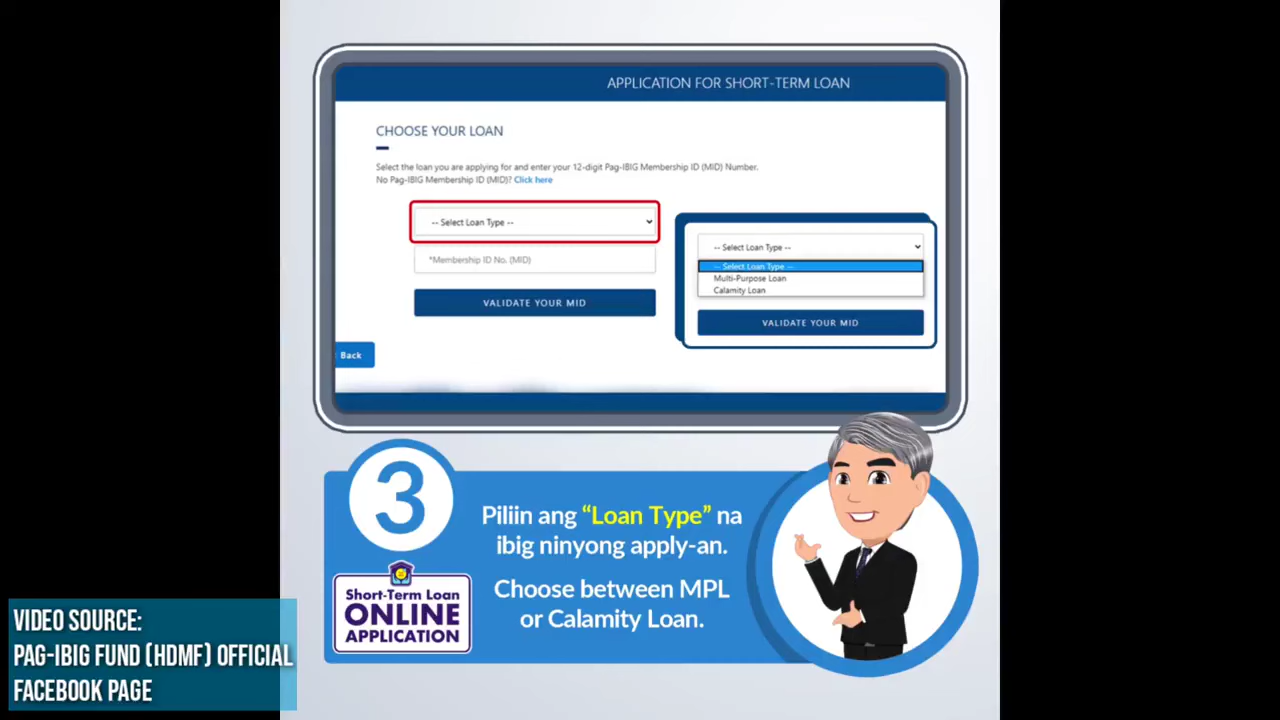 APPLICATION FOR SHORT-TERM LOAN
CHOOSE YOUR LOAN
Select the loan you are applying for and enter your 12-digit Pag-IBIG Membership ID (MID) Number.
No Pag-IBIG Membership ID (MID)? Click here
-- Select Loan Type --
*Membership ID No. (MID)
VALIDATE YOUR MID
-- Select Loan Type --
-- Select Loan Type --
Multi-Purpose Loan
Calamity Loan
VALIDATE YOUR MID
Back
3
Piliin ang “Loan Type” na
ibig ninyong apply-an.
Choose between MPL
or Calamity Loan.
Short-Term Loan
ONLINE
APPLICATION
VIDEO SOURCE:
PAG-IBIG FUND (HDMF) OFFICIAL
FACEBOOK PAGE